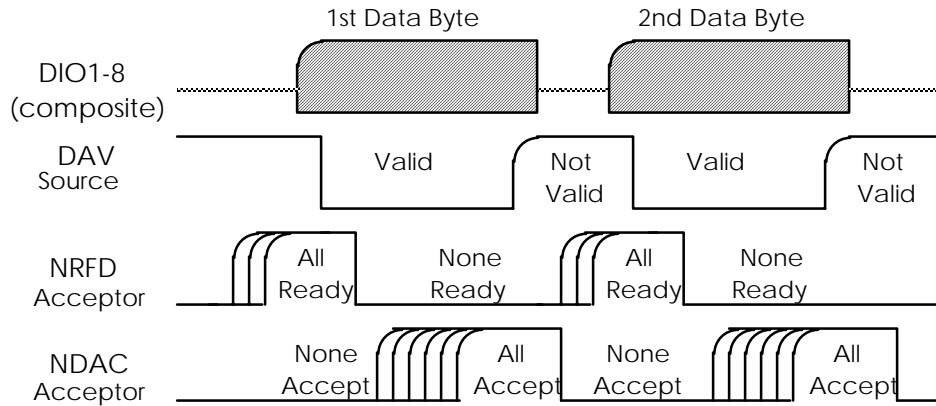 1st Data Byte
2nd Data Byte
DIO1-8
(composite)
DAV
Source
Valid
Not
Valid
Valid
Not
Valid
NRFD
Acceptor
All
Ready
None
Ready
All
Ready
None
Ready
NDAC
Acceptor
None
Accept
All
Accept
None
Accept
All
Accept